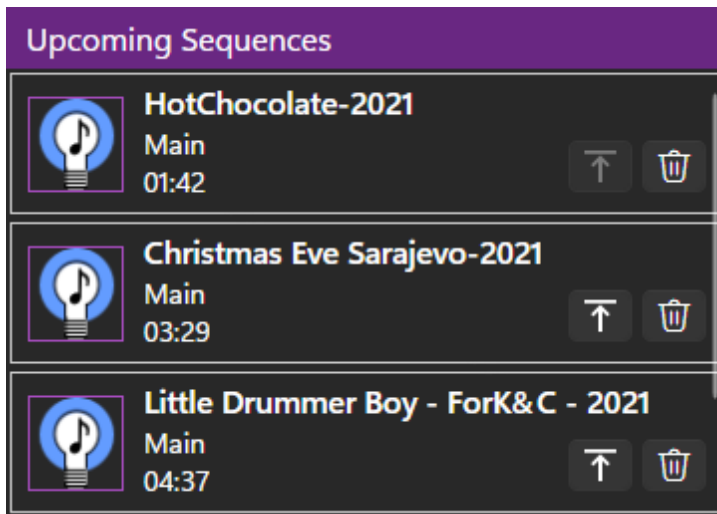 Upcoming Sequences
HotChocolate-2021
Main
01:42
Christmas Eve Sarajevo-2021
Main
03:29
Little Drummer Boy - ForK&C - 2021
Main
04:37